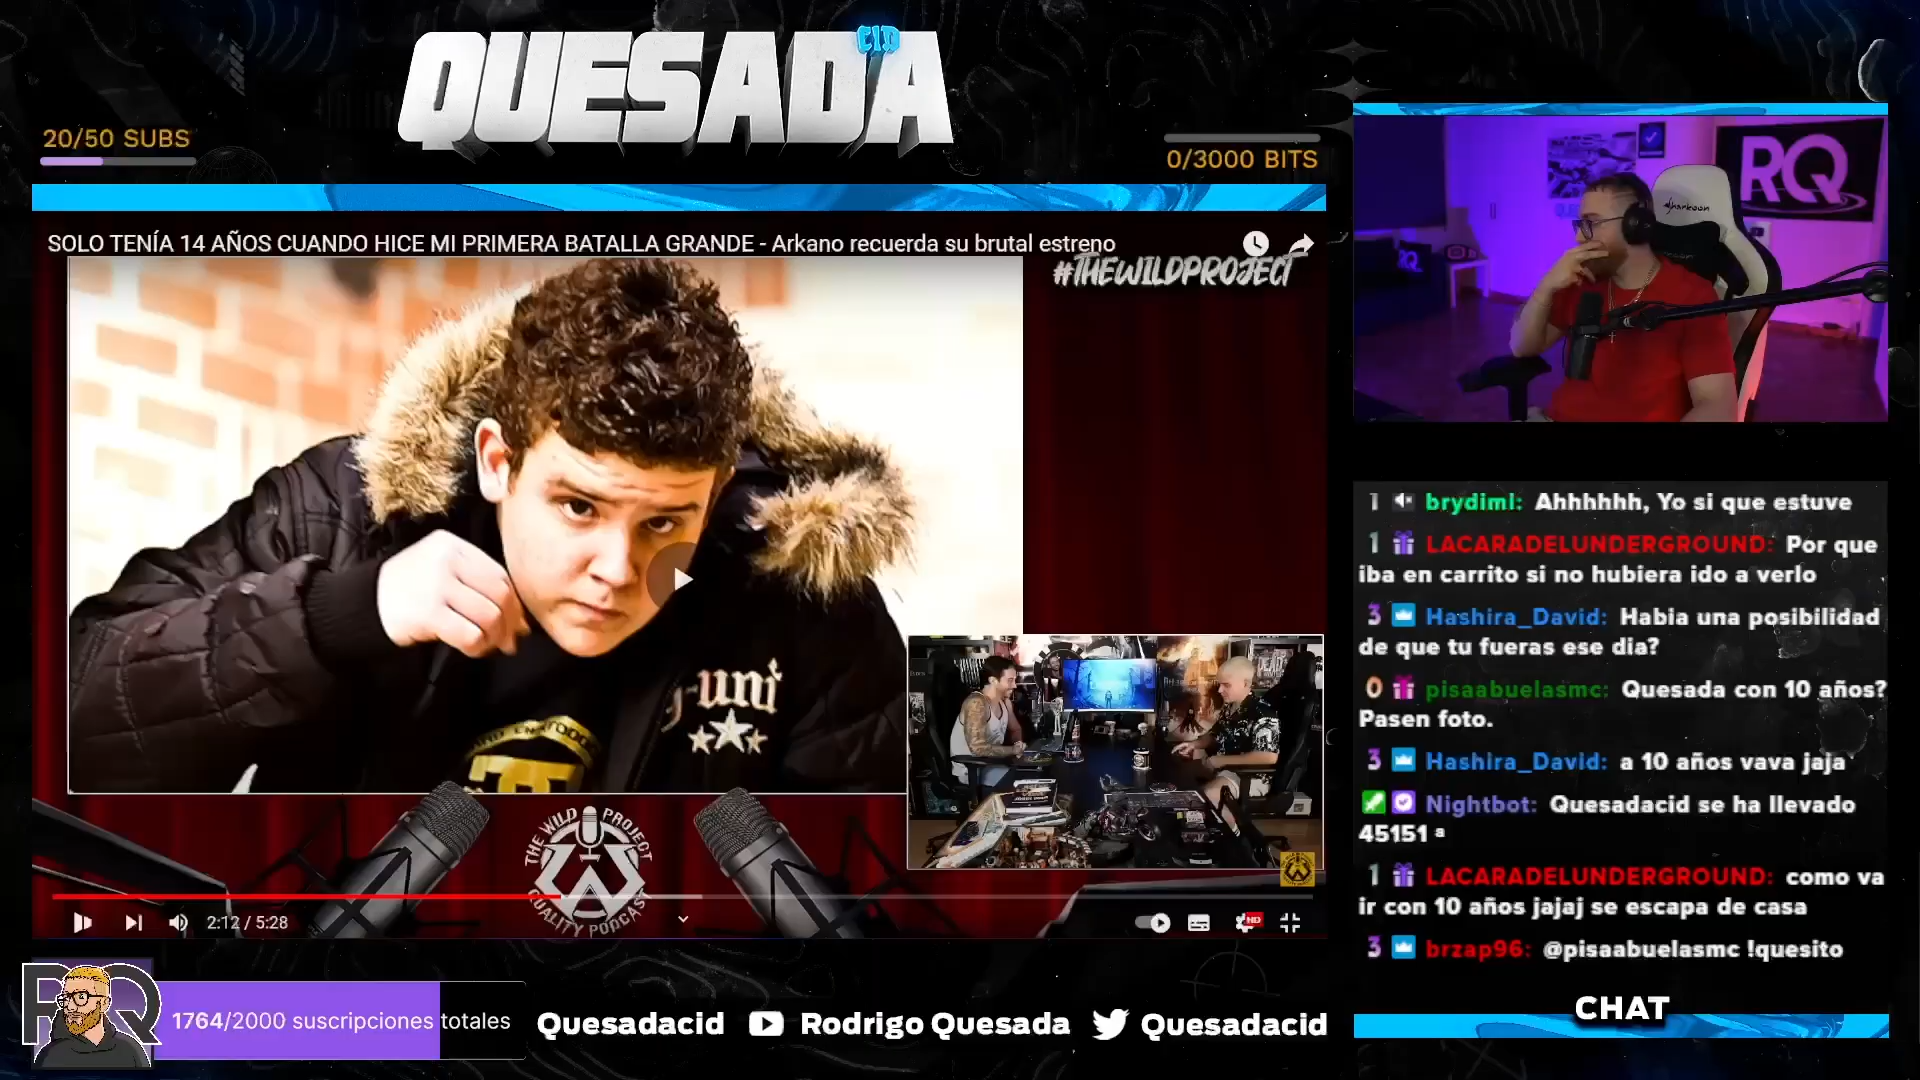 CID
QUESADA
20/50 SUBS
0/3000 BITS
SOLO TENÍA 14 AÑOS CUANDO HICE MI PRIMERA BATALLA GRANDE - Arkano recuerda su brutal estreno
#THEWILDPROJECT
RQ
Sharkoon
RQ
uni
THE WILD PROJECT
QUALITY PODCAST
2:12 / 5:28
HD
1 brydiml: Ahhhhhh, Yo si que estuve
1 LACARADELUNDERGROUND: Por que
iba en carrito si no hubiera ido a verlo
3 Hashira_David: Habia una posibilidad
de que tu fueras ese dia?
0 pisaabuelasmc: Quesada con 10 años?
Pasen foto.
3 Hashira_David: a 10 años vava jaja
Nightbot: Quesadacid se ha llevado
45151 a
1 LACARADELUNDERGROUND: como va
ir con 10 años jajaj se escapa de casa
3 brzap96: @pisaabuelasmc !quesito
CHAT
RQ
1764/2000 suscripciones totales
Quesadacid
Rodrigo Quesada
Quesadacid